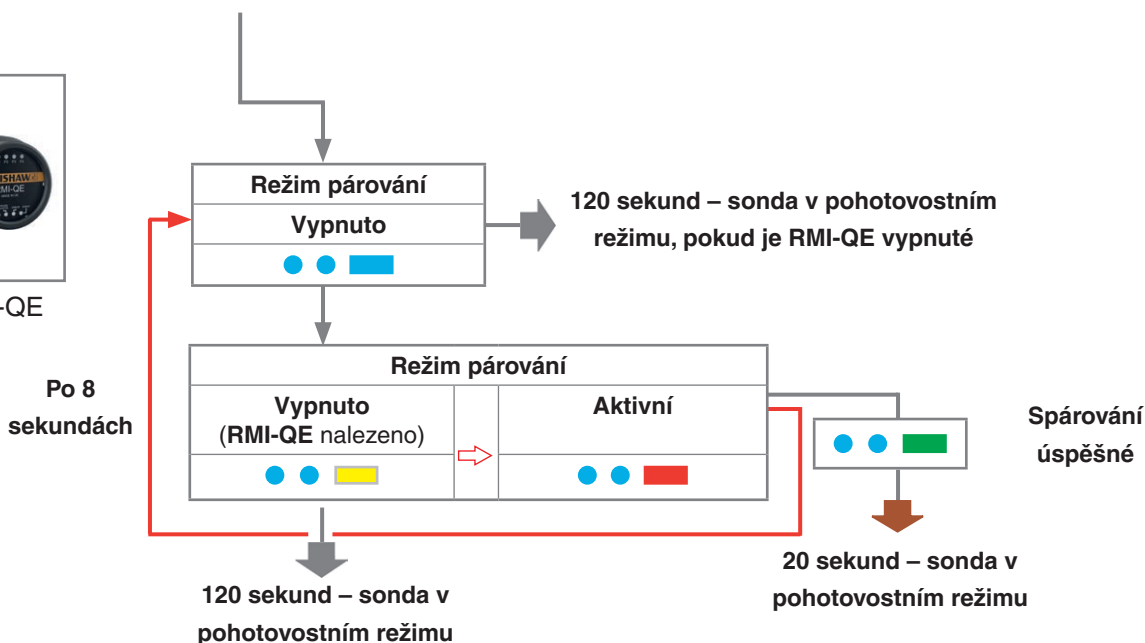 Režim párování
Vypnuto
120 sekund – sonda v pohotovostním
režimu, pokud je RMI-QE vypnuté
-QE
Po 8
sekundách
Režim párování
Vypnuto
(RMI-QE nalezeno)
Aktivní
Spárování
úspěšné
20 sekund – sonda v
pohotovostním režimu
120 sekund – sonda v
pohotovostním režimu